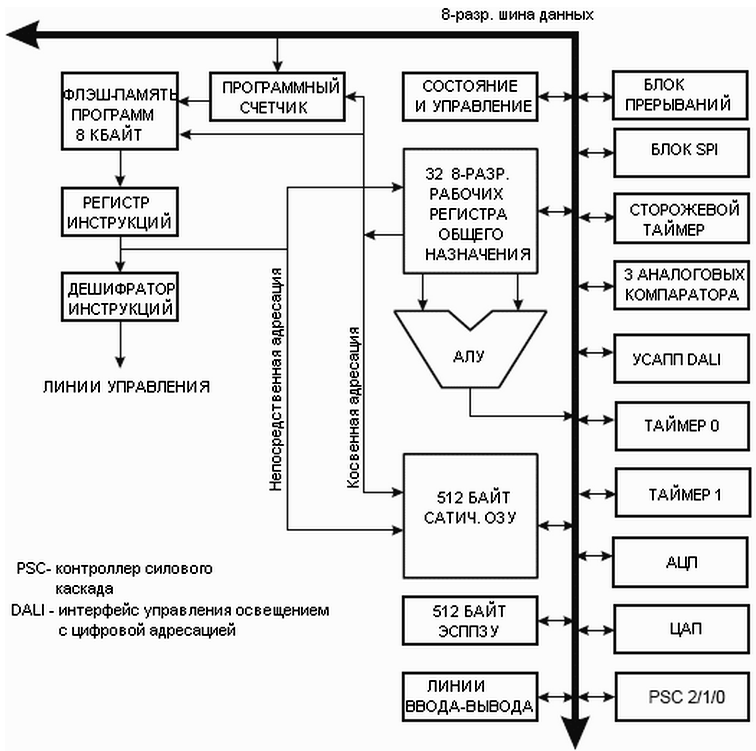 8-разр. шина данных
ФЛЭШ-ПАМЯТЬ
ПРОГРАММ
8 КБАЙТ
ПРОГРАММНЫЙ
СЧЕТЧИК
СОСТОЯНИЕ
И УПРАВЛЕНИЕ
БЛОК
ПРЕРЫВАНИЙ
БЛОК SPI
РЕГИСТР
ИНСТРУКЦИЙ
32 8-РАЗР.
РАБОЧИХ
РЕГИСТРА
ОБЩЕГО
НАЗНАЧЕНИЯ
СТОРОЖЕВОЙ
ТАЙМЕР
ДЕШИФРАТОР
ИНСТРУКЦИЙ
3 АНАЛОГОВЫХ
КОМПАРАТОРА
ЛИНИИ УПРАВЛЕНИЯ
Непосредственная адресация
Косвенная адресация
АЛУ
УСАПП DALI
ТАЙМЕР 0
512 БАЙТ
САТИЧ. ОЗУ
ТАЙМЕР 1
АЦП
PSC- контроллер силового
каскада
DALI - интерфейс управления освещением
с цифровой адресацией
512 БАЙТ
ЭСППЗУ
ЦАП
ЛИНИИ
ВВОДА-ВЫВОДА
PSC 2/1/0